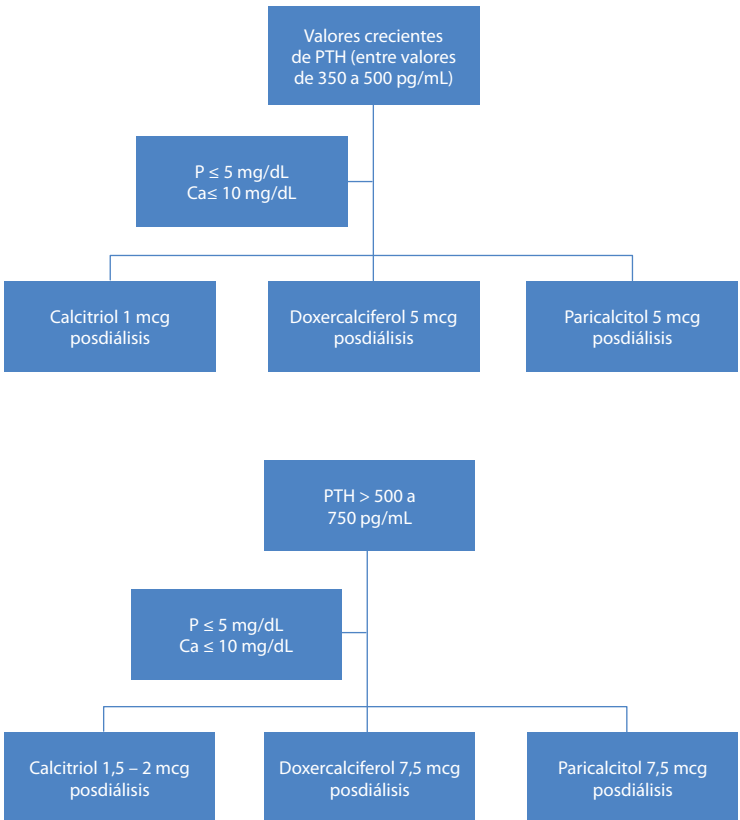 Valores crecientes
de PTH (entre valores
de 350 a 500 pg/mL)
P ≤ 5 mg/dL
Ca≤ 10 mg/dL
Calcitriol 1 mcg
posdiálisis
Doxercalciferol 5 mcg
posdiálisis
Paricalcitol 5 mcg
posdiálisis
PTH > 500 a
750 pg/mL
P ≤ 5 mg/dL
Ca ≤ 10 mg/dL
Calcitriol 1,5 – 2 mcg
posdiálisis
Doxercalciferol 7,5 mcg
posdiálisis
Paricalcitol 7,5 mcg
posdiálisis